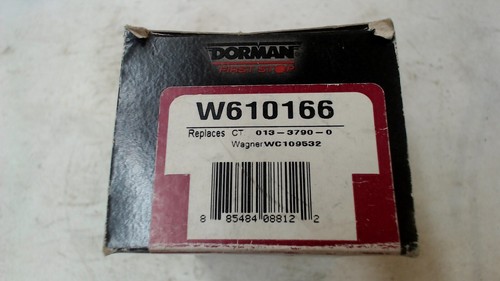 DORMAN
FIRST STOP
W610166
Replaces CT 013-3790-0
Wagner WC109532
8 85484 08812 2